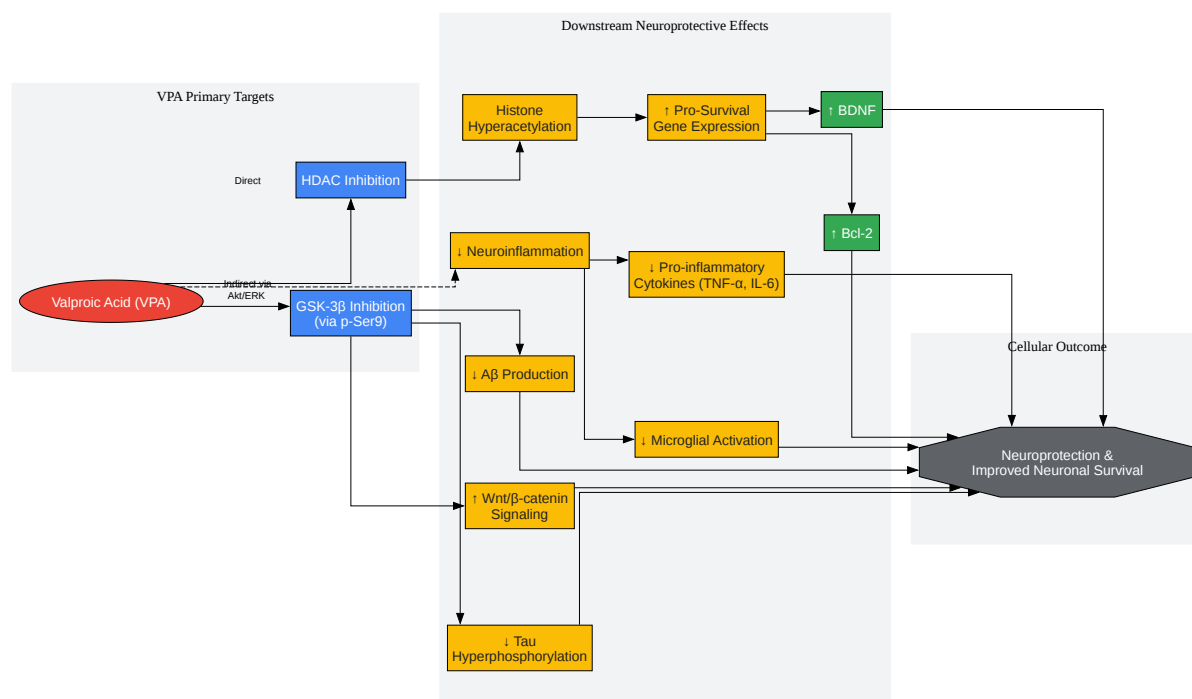 Downstream Neuroprotective Effects
VPA Primary Targets
Histone
Hyperacetylation
↑ Pro-Survival
Gene Expression
↑ BDNF
Direct
HDAC Inhibition
↑ Bcl-2
↓ Neuroinflammation
↓ Pro-inflammatory
Cytokines (TNF-α, IL-6)
Indirect via
Akt/ERK
Valproic Acid (VPA)
GSK-3β Inhibition
(via p-Ser9)
Cellular Outcome
↓ Aβ Production
↓ Microglial Activation
Neuroprotection &
Improved Neuronal Survival
↑ Wnt/β-catenin
Signaling
↓ Tau
Hyperphosphorylation